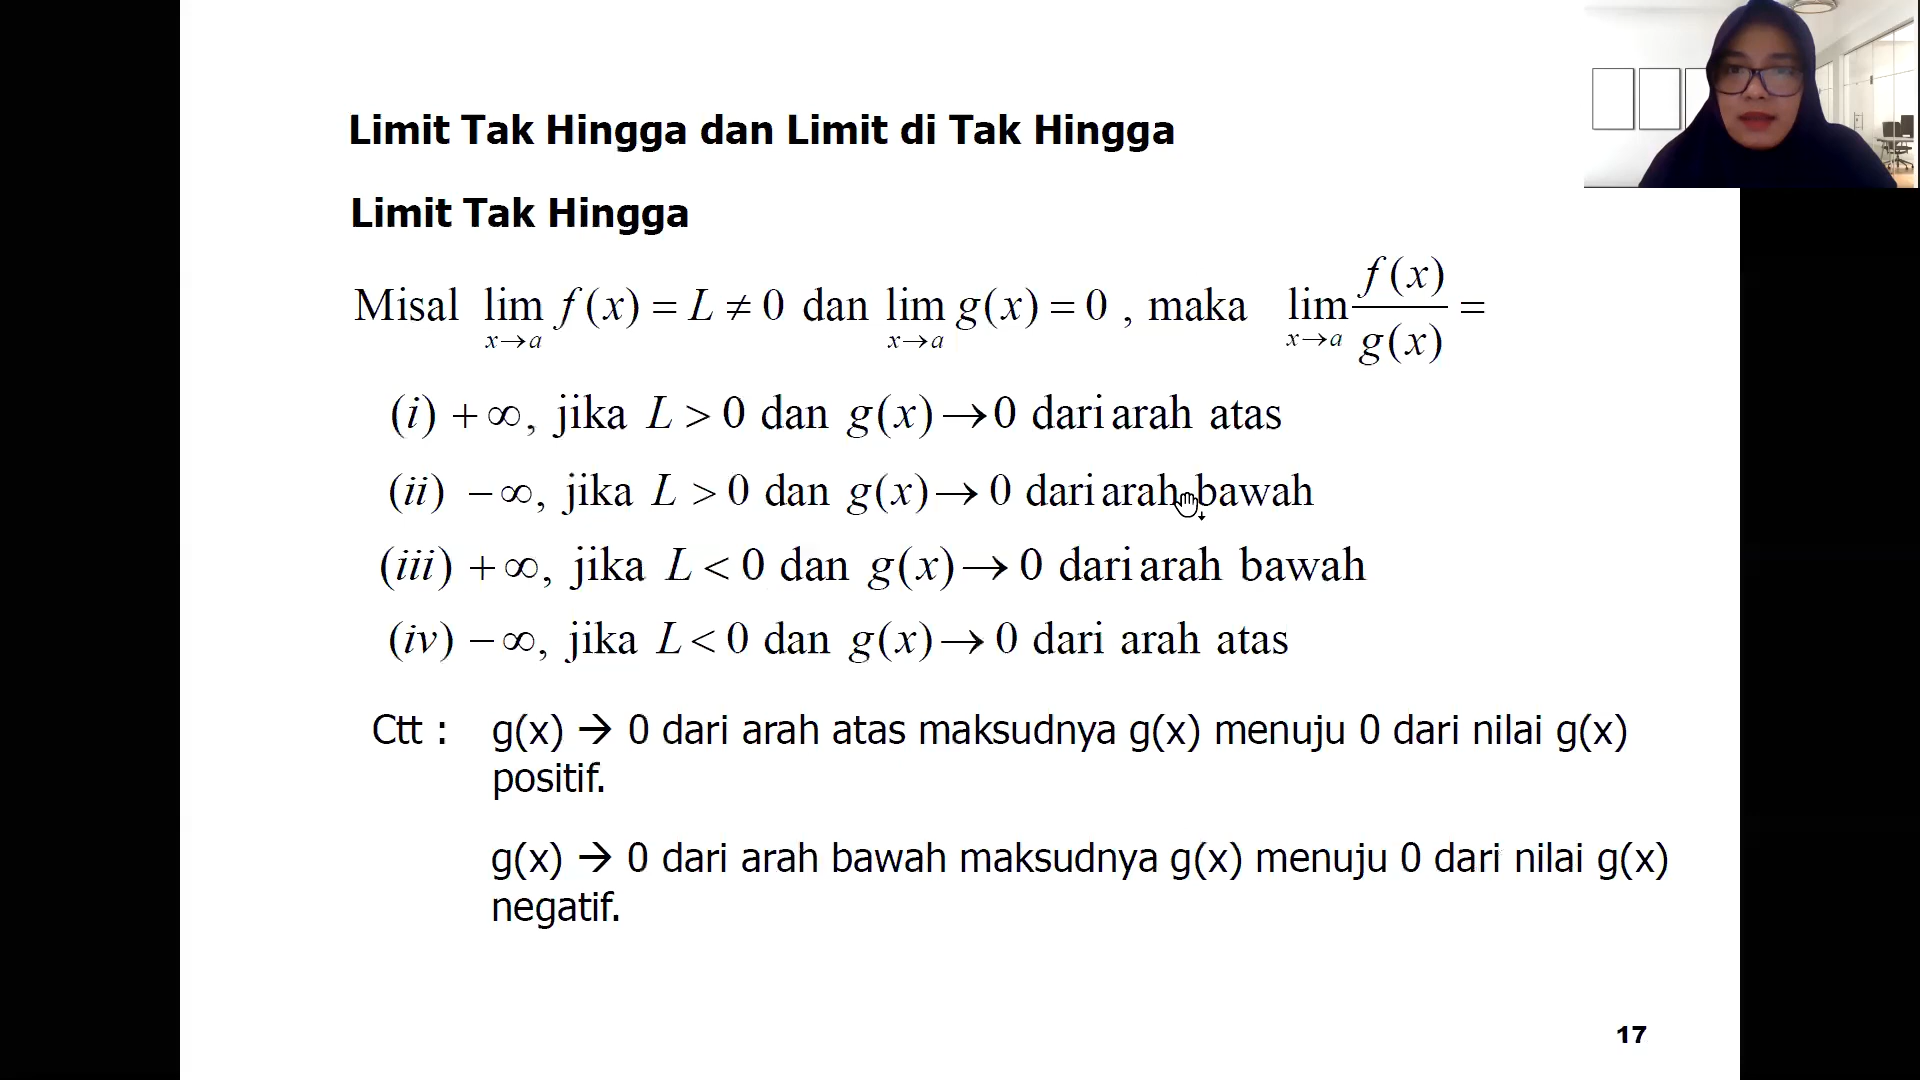 Limit Tak Hingga dan Limit di Tak Hingga
Limit Tak Hingga
Misal lim x→a f(x) = L ≠ 0 dan lim x→a g(x) = 0 , maka lim x→a f(x)/g(x) =
(i) + ∞, jika L > 0 dan g(x) → 0 dari arah atas
(ii) − ∞, jika L > 0 dan g(x) → 0 dari arah bawah
(iii) + ∞, jika L < 0 dan g(x) → 0 dari arah bawah
(iv) − ∞, jika L < 0 dan g(x) → 0 dari arah atas
Ctt : g(x) → 0 dari arah atas maksudnya g(x) menuju 0 dari nilai g(x)
positif.
g(x) → 0 dari arah bawah maksudnya g(x) menuju 0 dari nilai g(x)
negatif.
17